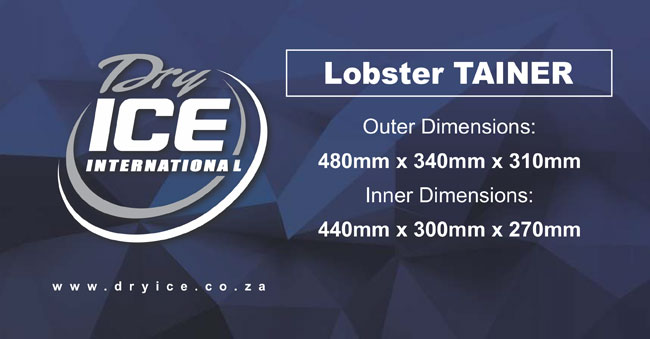 Dry
ICE
INTERNATIONAL
www.dryice.co.za
Lobster TAINER
Outer Dimensions:
480mm x 340mm x 310mm
Inner Dimensions:
440mm x 300mm x 270mm